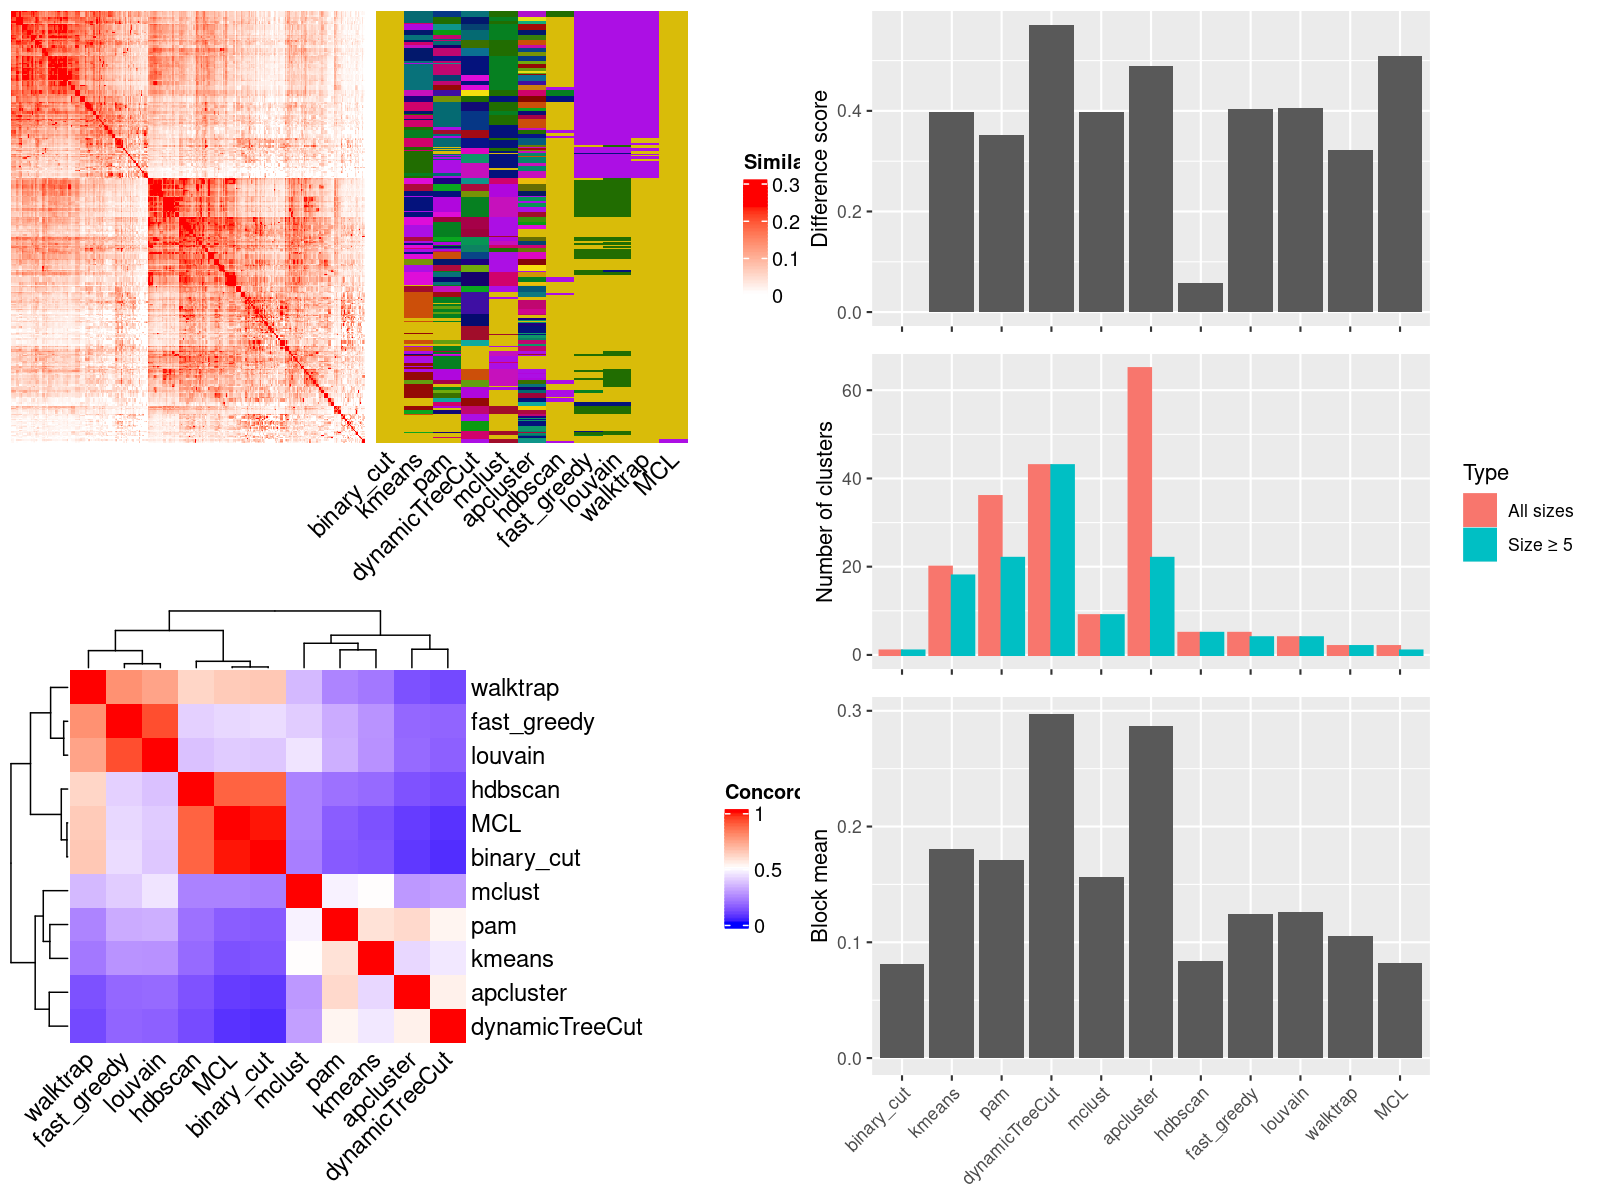 Simila
0.3
0.2
0.1
0
binary_cut
kmeans
pam
dynamicTreeCut
mclust
apcluster
hdbscan
fast_greedy
louvain
walktrap
MCL
walktrap
fast_greedy
louvain
hdbscan
MCL
binary_cut
mclust
pam
kmeans
apcluster
dynamicTreeCut
Concord
1
0.5
0
walktrap
fast_greedy
louvain
hdbscan
MCL
binary_cut
mclust
pam
kmeans
apcluster
dynamicTreeCut
Difference score
0.4
0.2
0.0
Number of clusters
60
40
20
0
Type
All sizes
Size ≥ 5
Block mean
0.3
0.2
0.1
0.0
binary_cut
kmeans
pam
dynamicTreeCut
mclust
apcluster
hdbscan
fast_greedy
louvain
walktrap
MCL